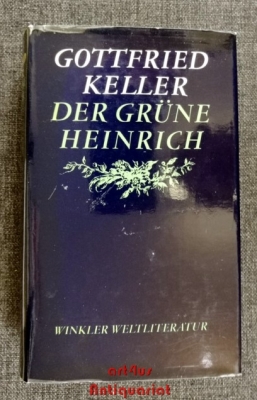 GOTTFRIED
KELLER
DER GRÜNE
HEINRICH
WINKLER WELTLITERATUR
art4us
Antiquariat